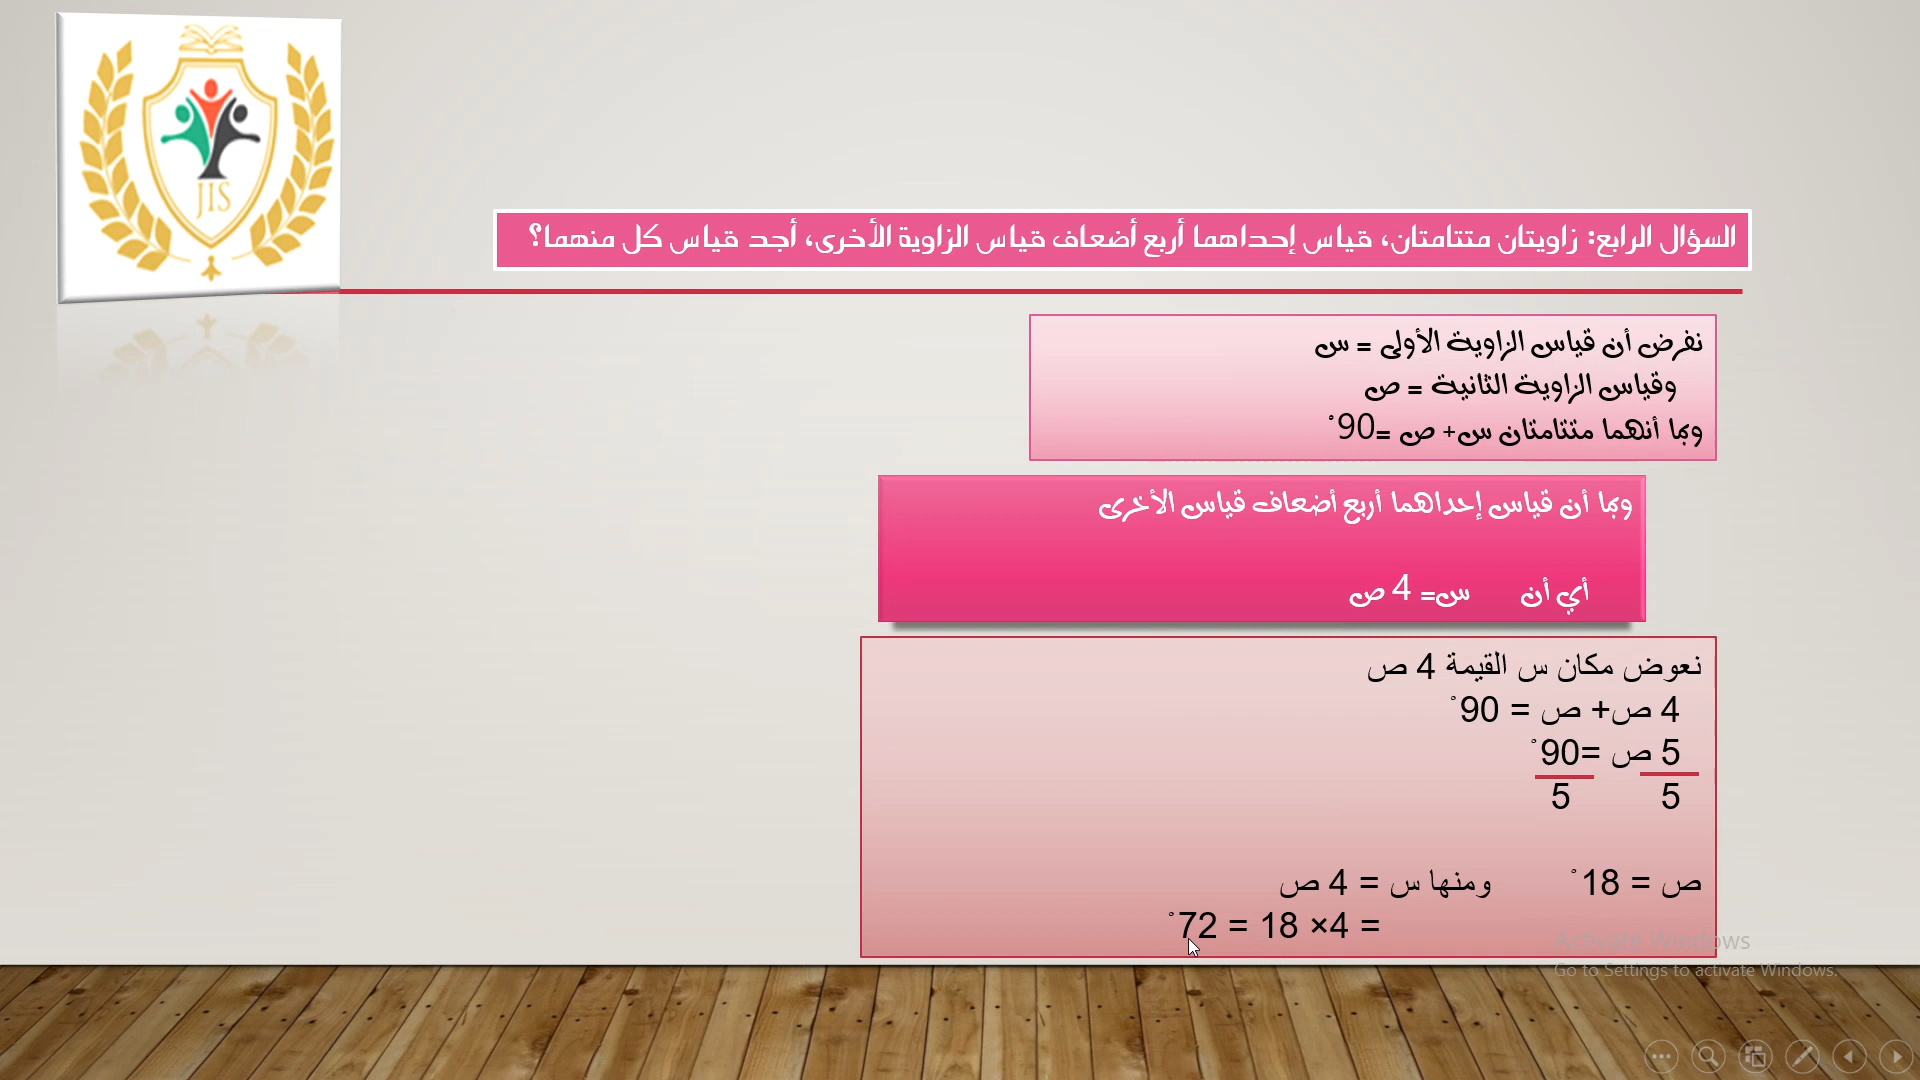 JIS
السؤال الرابع: زاويتان متتامتان، قياس إحداهما أربع أضعاف قياس الزاوية الأخرى، أجد قياس كل منهما؟
نفرض أن قياس الزاوية الأولى = س
وقياس الزاوية الثانية = ص
وبما أنهما متتامتان س+ ص =90˚
وبما أن قياس إحداهما أربع أضعاف قياس الأخرى
أي أن س= 4 ص
نعوض مكان س القيمة 4 ص
4 ص+ ص = 90˚
5 ص =90˚
5 5
ص = 18˚ ومنها س = 4 ص
= 4× 18 = 72˚
Activate Windows
Go to Settings to activate Windows.